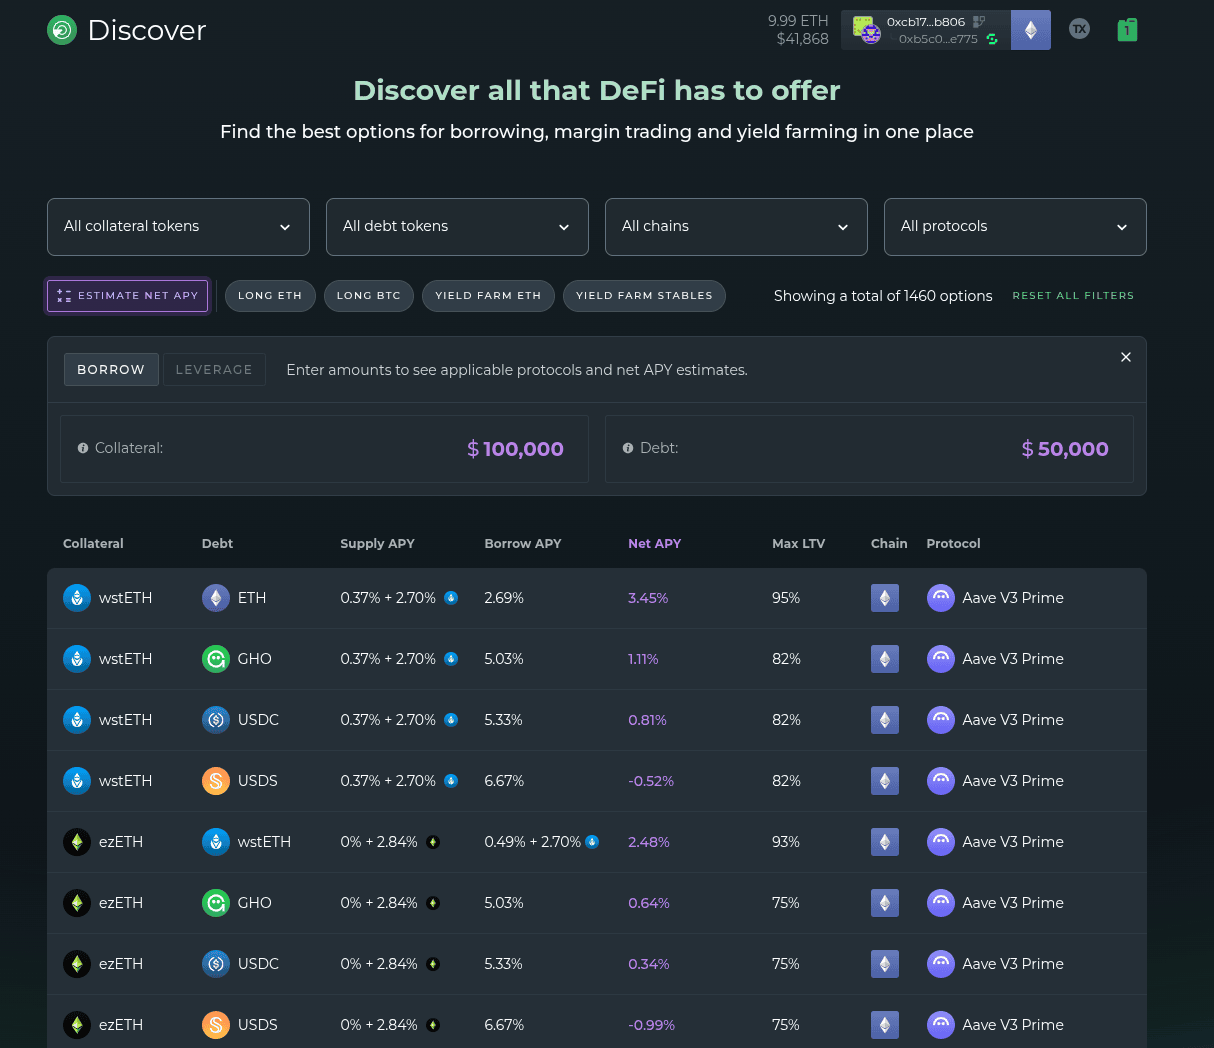 Discover
9.99 ETH
$41,868
0xcb17...b806
0xb5c0...e775
TX
1
Discover all that DeFi has to offer
Find the best options for borrowing, margin trading and yield farming in one place
All collateral tokens
All debt tokens
All chains
All protocols
ESTIMATE NET APY
LONG ETH
LONG BTC
YIELD FARM ETH
YIELD FARM STABLES
Showing a total of 1460 options
RESET ALL FILTERS
BORROW
LEVERAGE
Enter amounts to see applicable protocols and net APY estimates.
Collateral:
$ 100,000
Debt:
$ 50,000
Collateral Debt Supply APY Borrow APY Net APY Max LTV Chain Protocol
wstETH ETH 0.37% + 2.70% 2.69% 3.45% 95% Aave V3 Prime
wstETH GHO 0.37% + 2.70% 5.03% 1.11% 82% Aave V3 Prime
wstETH USDC 0.37% + 2.70% 5.33% 0.81% 82% Aave V3 Prime
wstETH USDS 0.37% + 2.70% 6.67% -0.52% 82% Aave V3 Prime
ezETH wstETH 0% + 2.84% 0.49% + 2.70% 2.48% 93% Aave V3 Prime
ezETH GHO 0% + 2.84% 5.03% 0.64% 75% Aave V3 Prime
ezETH USDC 0% + 2.84% 5.33% 0.34% 75% Aave V3 Prime
ezETH USDS 0% + 2.84% 6.67% -0.99% 75% Aave V3 Prime